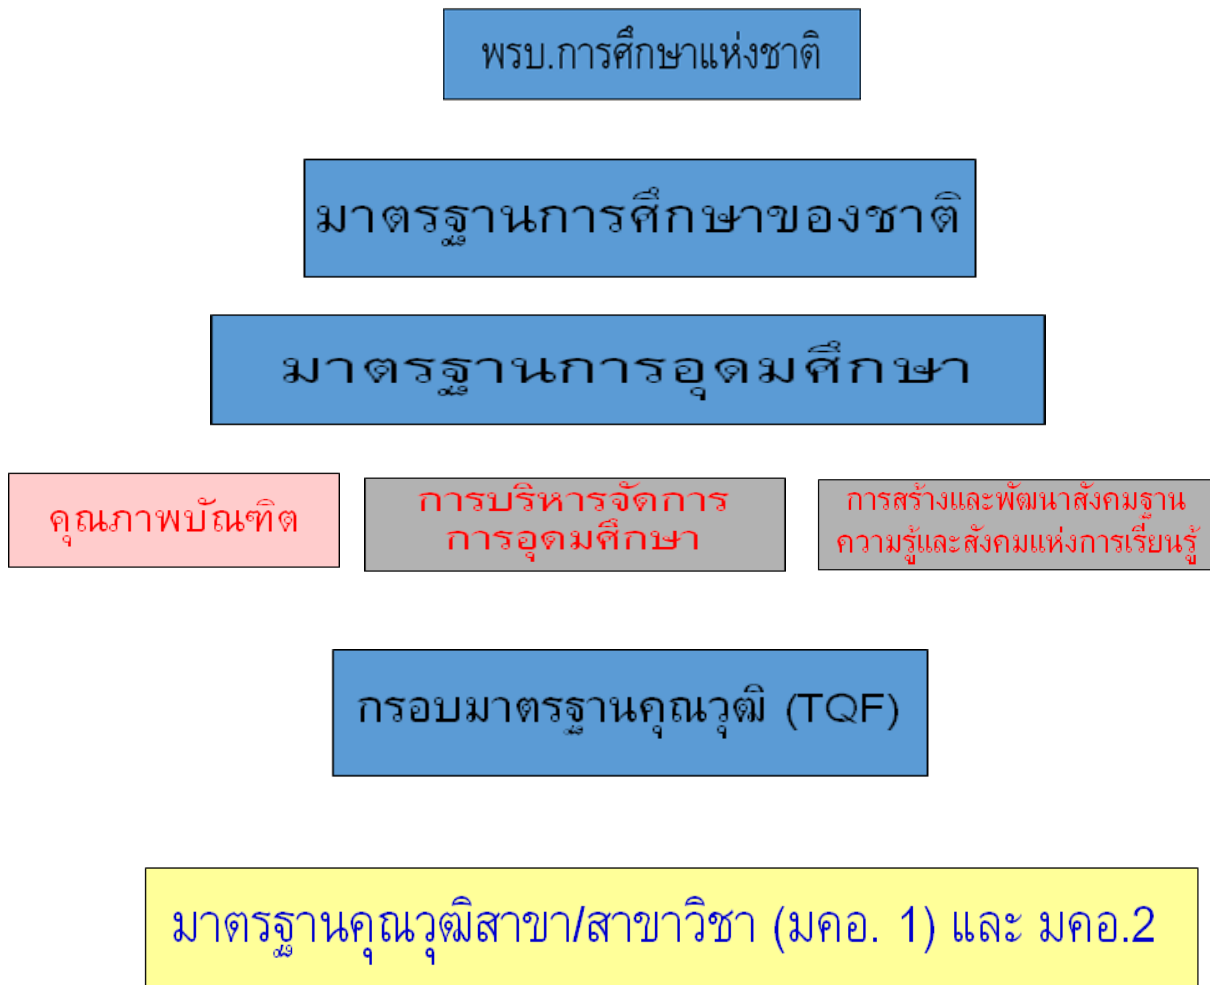 พรบ.การศึกษาแห่งชาติ
มาตรฐานการศึกษาของชาติ
มาตรฐานการอุดมศึกษา
คุณภาพบัณฑิต
การบริหารจัดการ
การอุดมศึกษา
การสร้างและพัฒนาสังคมฐาน
ความรู้และสังคมแห่งการเรียนรู้
กรอบมาตรฐานคุณวุฒิ (TQF)
มาตรฐานคุณวุฒิสาขา/สาขาวิชา (มคอ. 1) และ มคอ.2